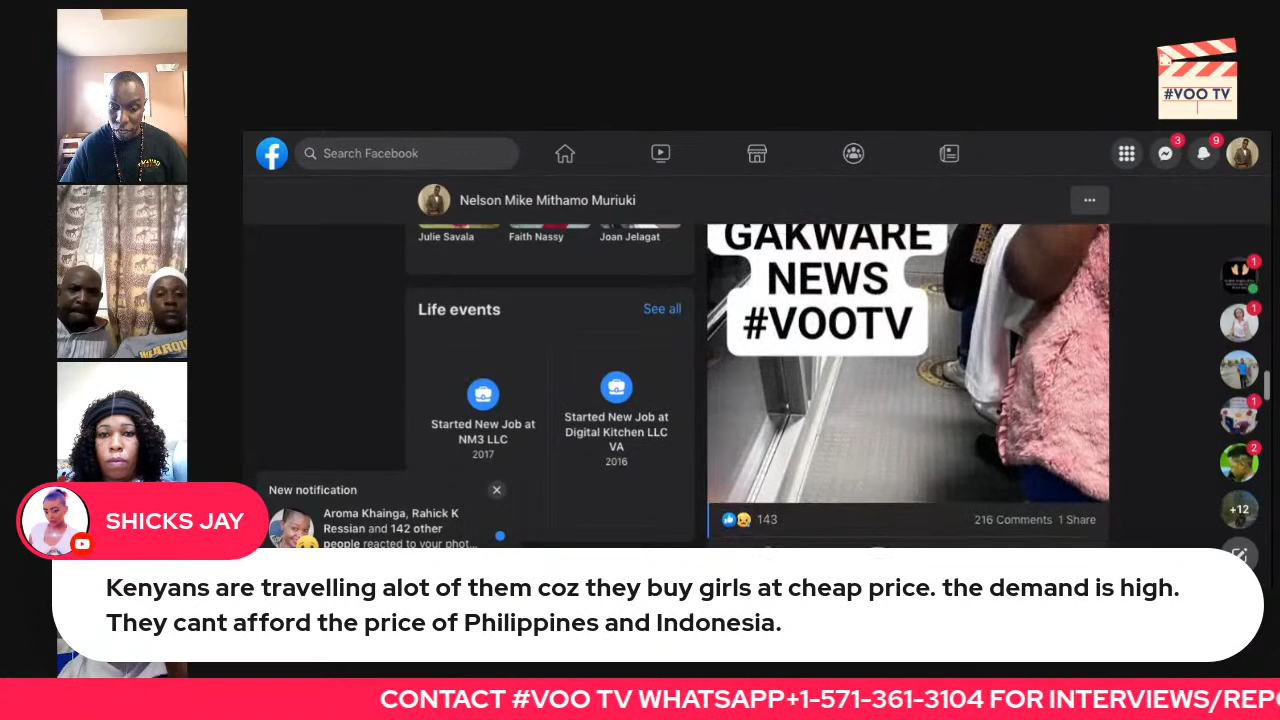 #VOO TV
Search Facebook
3
9
Nelson Mike Mithamo Muriuki
...
Julie Savala
Faith Nassy
Joan Jelagat
GAKWARE
NEWS
#VOOTV
Life events
See all
Started New Job at
NM3 LLC
2017
Started New Job at
Digital Kitchen LLC
VA
2016
1
1
1
2
+12
New notification
Aroma Khainga, Rahick K
Ressian and 142 other
people reacted to your phot...
143
216 Comments 1 Share
SHICKS JAY
Kenyans are travelling alot of them coz they buy girls at cheap price. the demand is high.
They cant afford the price of Philippines and Indonesia.
CONTACT #VOO TV WHATSAPP+1-571-361-3104 FOR INTERVIEWS/REP